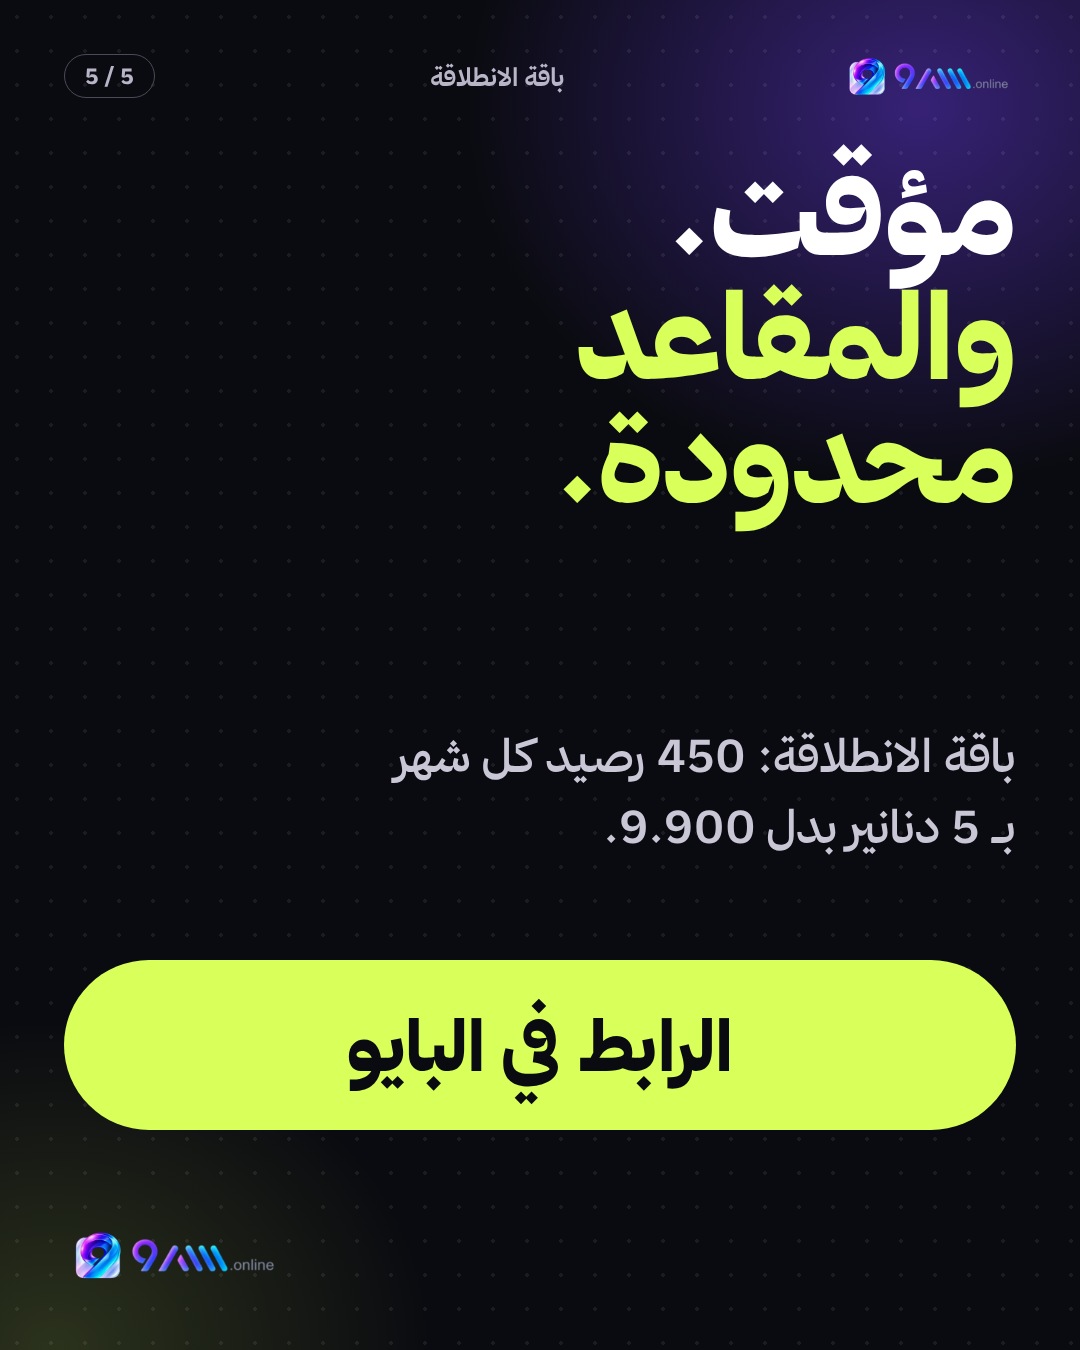 9AM.online
باقة الانطلاقة
5 / 5
مؤقت.
والمقاعد
محدودة.
باقة الانطلاقة: 450 رصيد كل شهر
بـ 5 دنانير بدل 9.900.
الرابط في البايو
9AM.online